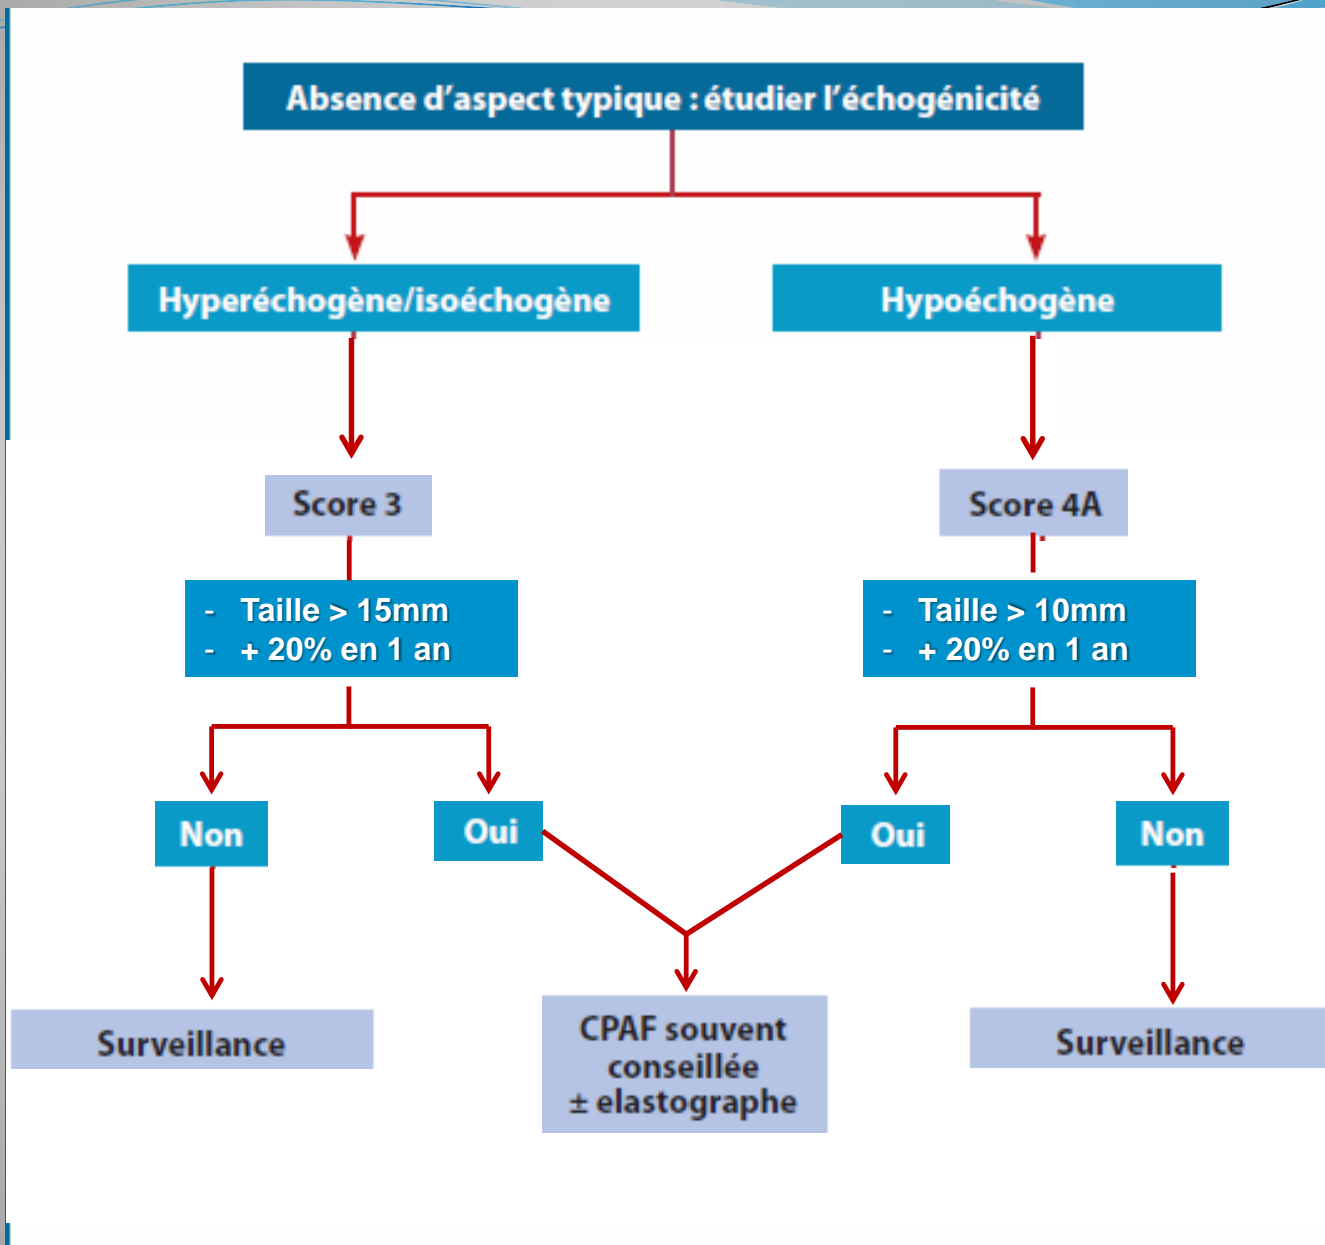 Absence d'aspect typique : étudier l'échogénicité
Hyperéchogène/isoéchogène
Hypoéchogène
Score 3
Score 4A
- Taille > 15mm
- + 20% en 1 an
- Taille > 10mm
- + 20% en 1 an
Non
Oui
Oui
Non
Surveillance
CPAF souvent
conseillée
± elastographe
Surveillance